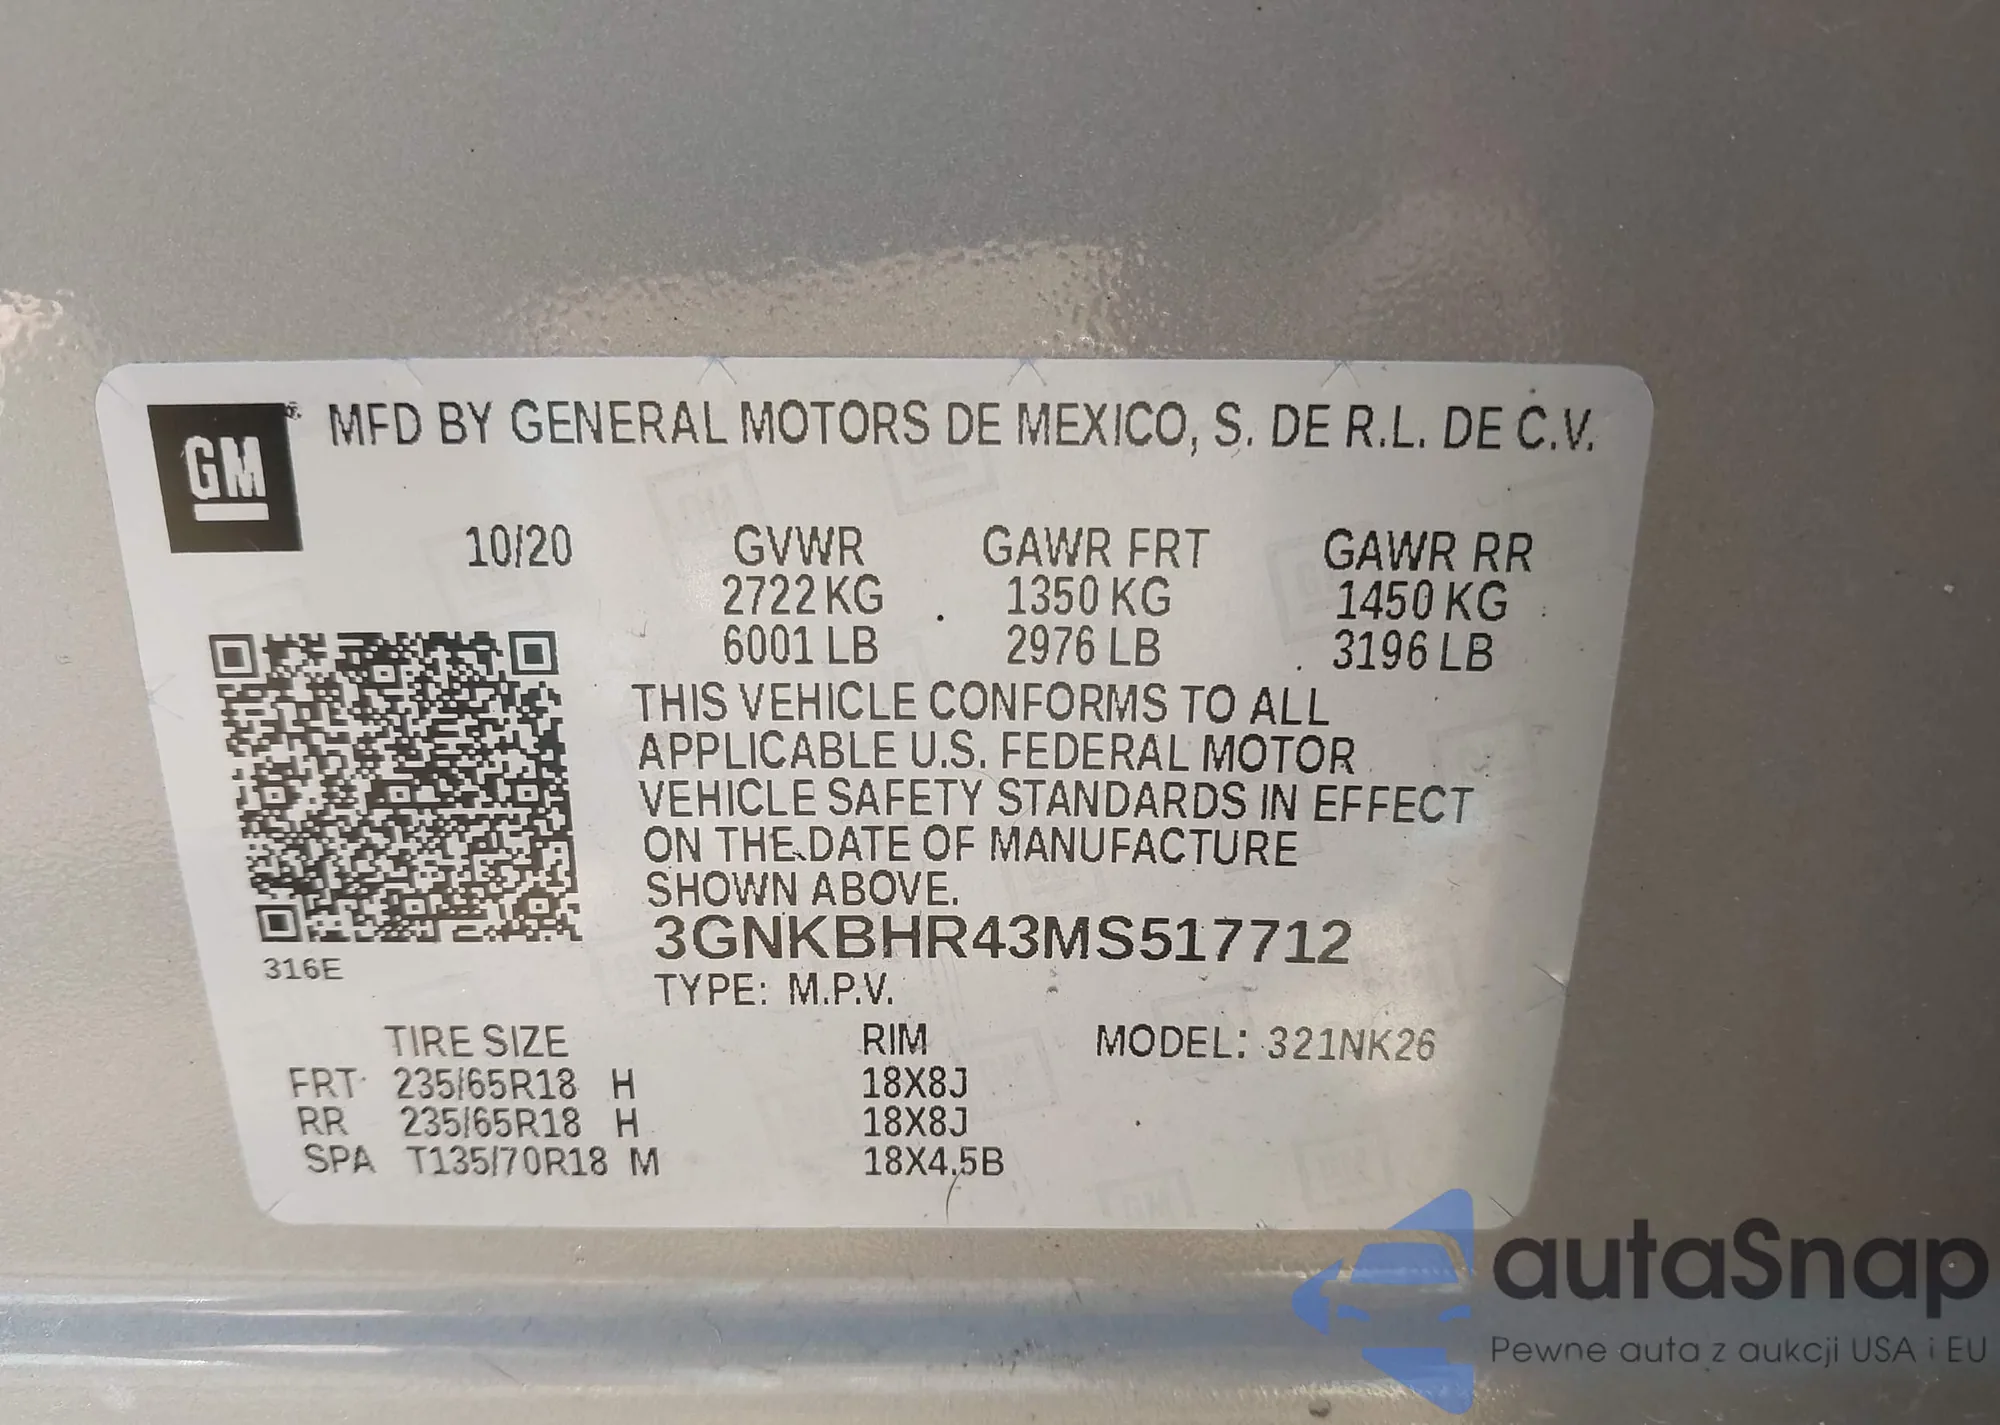 GM
MFD BY GENERAL MOTORS DE MEXICO, S. DE R.L. DE C.V.
10/20 GVWR GAWR FRT GAWR RR
2722 KG 1350 KG 1450 KG
6001 LB 2976 LB 3196 LB
THIS VEHICLE CONFORMS TO ALL
APPLICABLE U.S. FEDERAL MOTOR
VEHICLE SAFETY STANDARDS IN EFFECT
ON THE DATE OF MANUFACTURE
SHOWN ABOVE.
3GNKBHR43MS517712
316E
TYPE: M.P.V.
TIRE SIZE RIM MODEL: 321NK26
FRT 235/65R18 H 18X8J
RR 235/65R18 H 18X8J
SPA T135/70R18 M 18X4.5B
autaSnap
Pewne auta z aukcji USA i EU